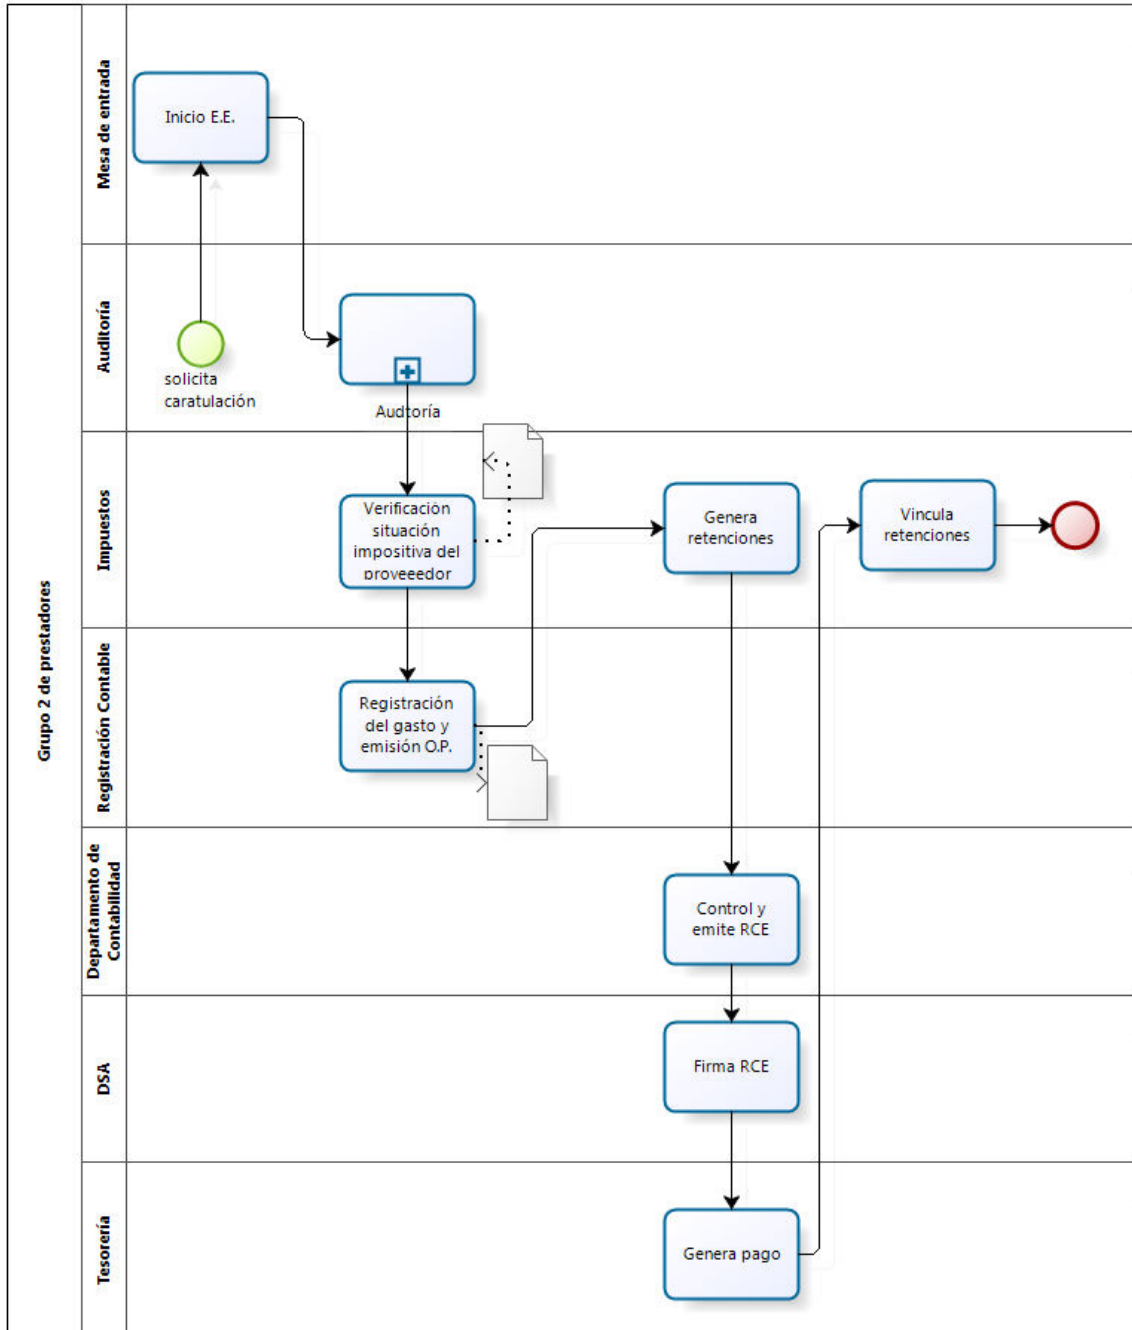 Grupo 2 de prestadores
Mesa de entrada
Inicio E.E.
Auditoría
solicita
caratulación
Audtoría
Impuestos
Verificación
situación
impositiva del
proveeedor
Genera
retenciones
Vincula
retenciones
Registración Contable
Registración
del gasto y
emisión O.P.
Departamento de
Contabilidad
Control y
emite RCE
DSA
Firma RCE
Tesorería
Genera pago